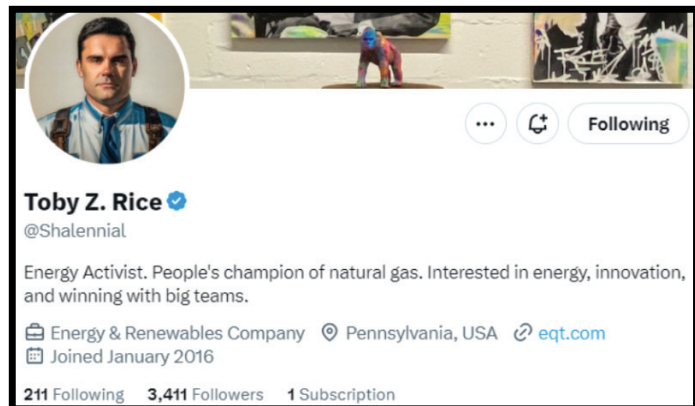 Following
Toby Z. Rice
@Shalennial
Energy Activist. People's champion of natural gas. Interested in energy, innovation,
and winning with big teams.
Energy & Renewables Company Pennsylvania, USA eqt.com
Joined January 2016
211 Following 3,411 Followers 1 Subscription